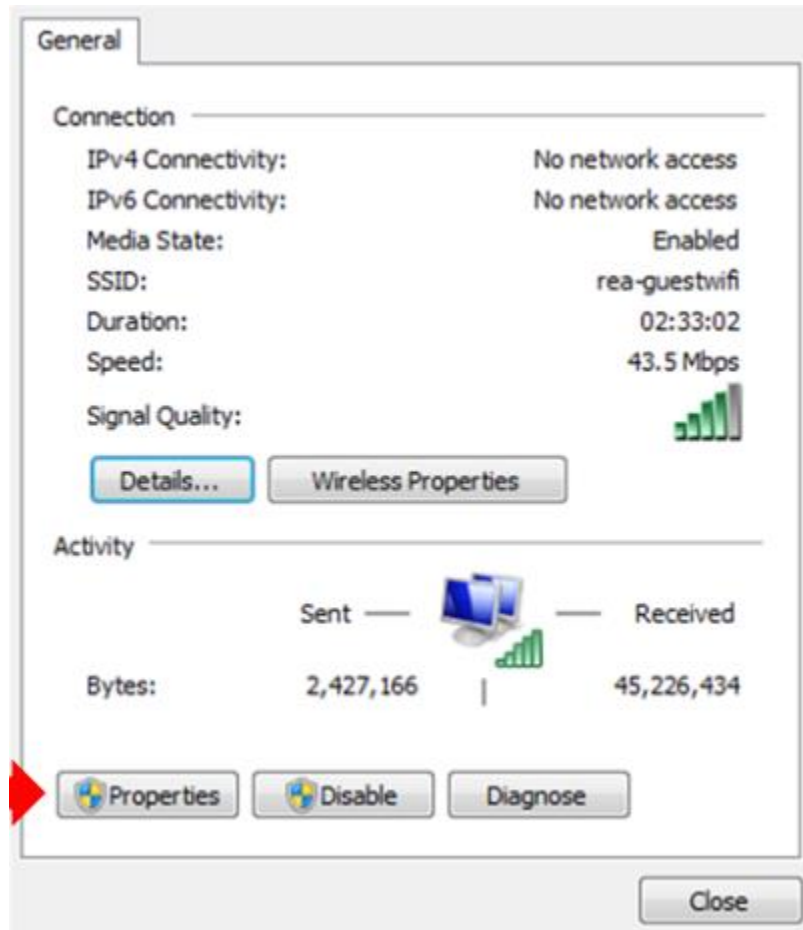 General
Connection
IPv4 Connectivity: No network access
IPv6 Connectivity: No network access
Media State: Enabled
SSID: rea-guestwifi
Duration: 02:33:02
Speed: 43.5 Mbps
Signal Quality:
Details... Wireless Properties
Activity
Sent Received
Bytes: 2,427,166 45,226,434
Properties Disable Diagnose
Close